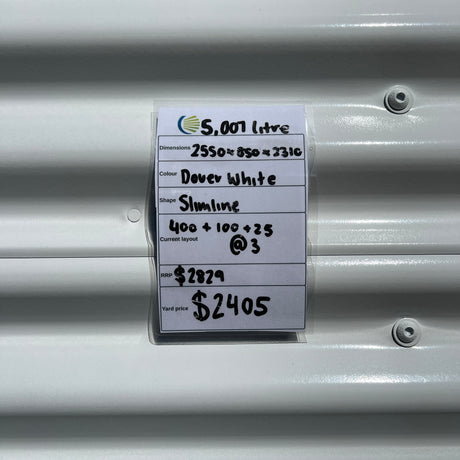 5,007 litre
Dimensions 2550 x 850 x 2310
Colour Dover White
Shape Slimline
400 + 100 + 25
Current layout @ 3
RRP $2829
Yard price $2405